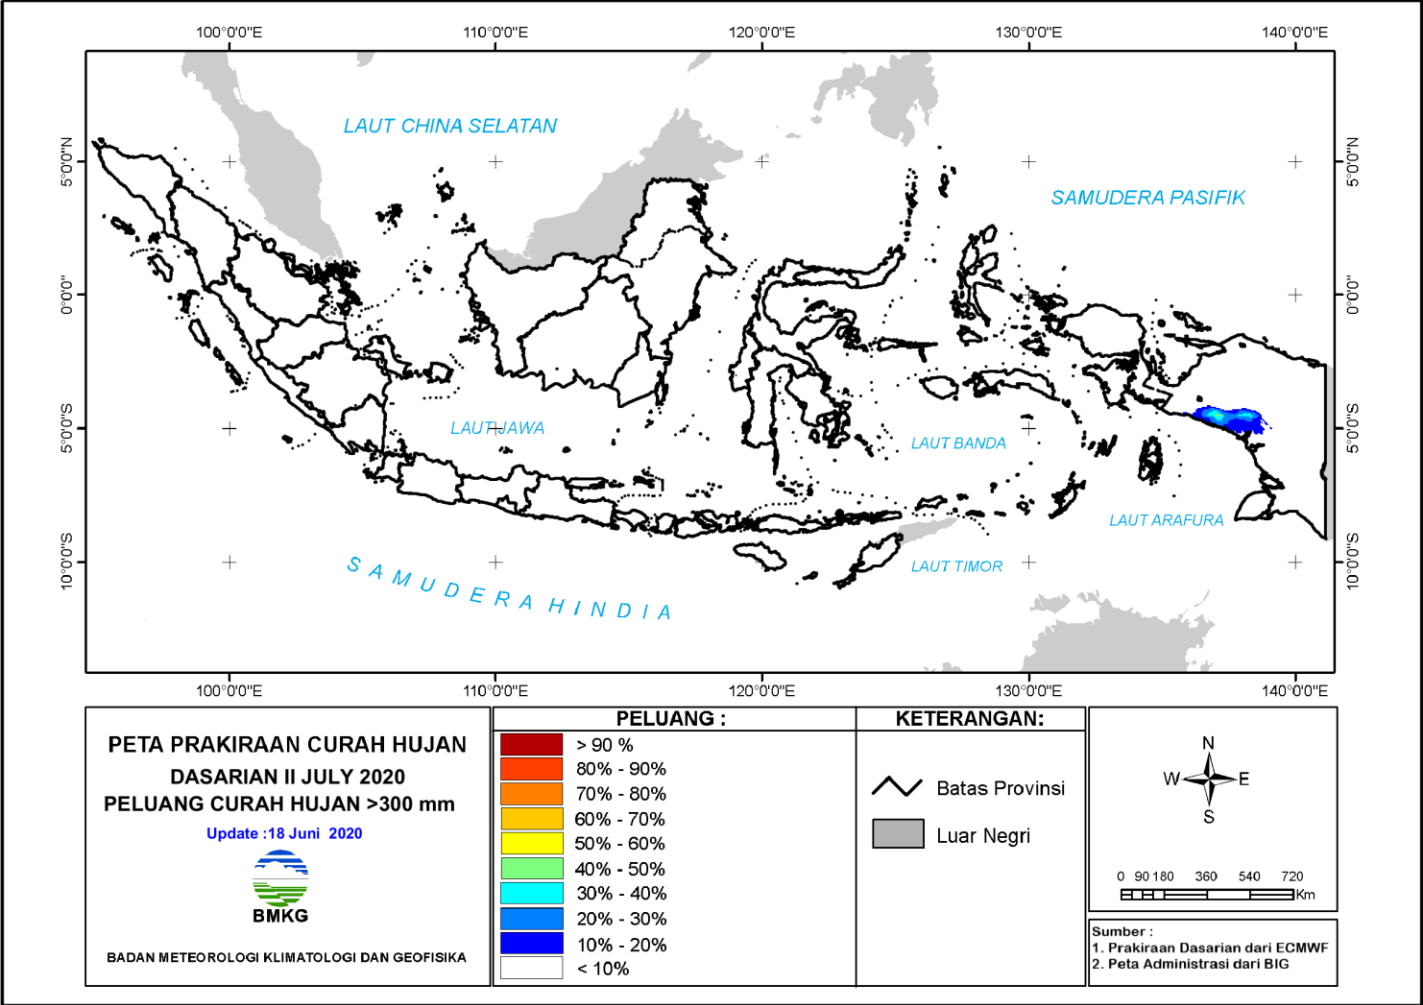 100°0'0"E 110°0'0"E 120°0'0"E 130°0'0"E 140°0'0"E
LAUT CHINA SELATAN
5°0'0"N 5°0'0"N
SAMUDERA PASIFIK
0°0'0" 0°0'0"
LAUT JAWA
5°0'0"S 5°0'0"S
LAUT BANDA
LAUT ARAFURA
10°0'0"S 10°0'0"S
LAUT TIMOR
SAMUDERA HINDIA
100°0'0"E 110°0'0"E 120°0'0"E 130°0'0"E 140°0'0"E
PETA PRAKIRAAN CURAH HUJAN
DASARIAN II JULY 2020
PELUANG CURAH HUJAN >300 mm
Update :18 Juni 2020
BMKG
BADAN METEOROLOGI KLIMATOLOGI DAN GEOFISIKA
PELUANG :
> 90 %
80% - 90%
70% - 80%
60% - 70%
50% - 60%
40% - 50%
30% - 40%
20% - 30%
10% - 20%
< 10%
KETERANGAN:
Batas Provinsi
Luar Negri
N
W E
S
0 90 180 360 540 720
Km
Sumber :
1. Prakiraan Dasarian dari ECMWF
2. Peta Administrasi dari BIG